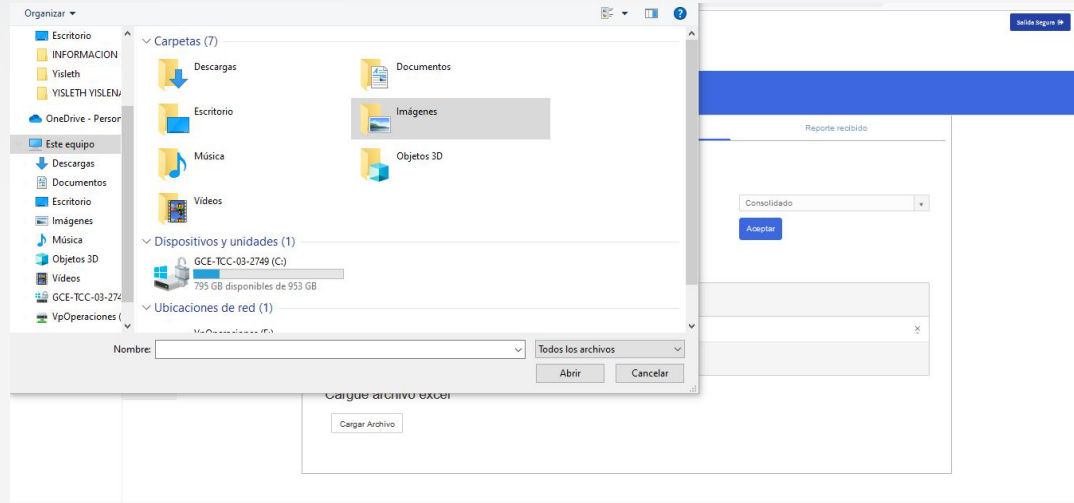 Organizar
Salida Segura
Escritorio
INFORMACION
Yisleth
YISLETH YISLENA
OneDrive - Person
Este equipo
Descargas
Documentos
Escritorio
Imágenes
Música
Objetos 3D
Vídeos
GCE-TCC-03-274
VpOperaciones (
Carpetas (7)
Descargas
Documentos
Escritorio
Imágenes
Música
Objetos 3D
Vídeos
Dispositivos y unidades (1)
GCE-TCC-03-2749 (C:)
795 GB disponibles de 953 GB
Ubicaciones de red (1)
Nombre:
Todos los archivos
Abrir
Cancelar
Reporte recibido
Consolidado
Aceptar
Cargue archivo excel
Cargar Archivo